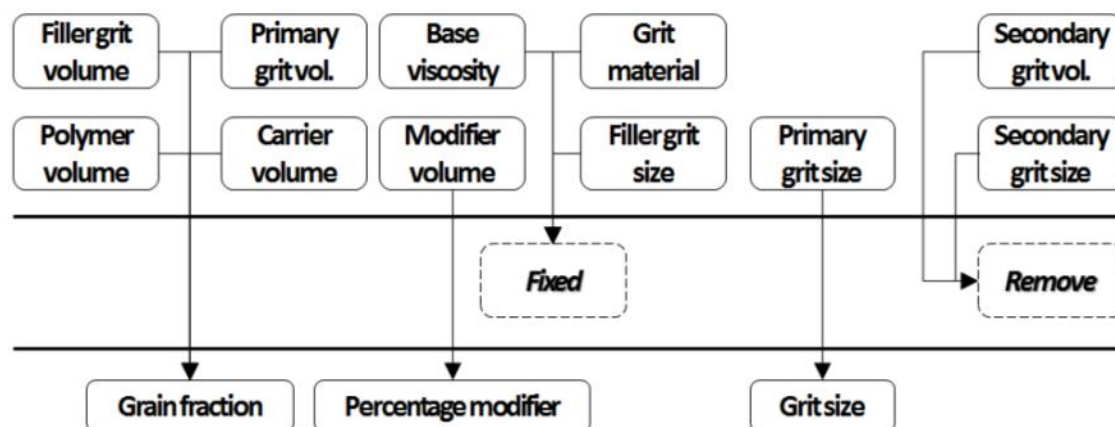 Filler grit
volume
Primary
grit vol.
Base
viscosity
Grit
material
Secondary
grit vol.
Polymer
volume
Carrier
volume
Modifier
volume
Filler grit
size
Primary
grit size
Secondary
grit size
Fixed
Remove
Grain fraction
Percentage modifier
Grit size